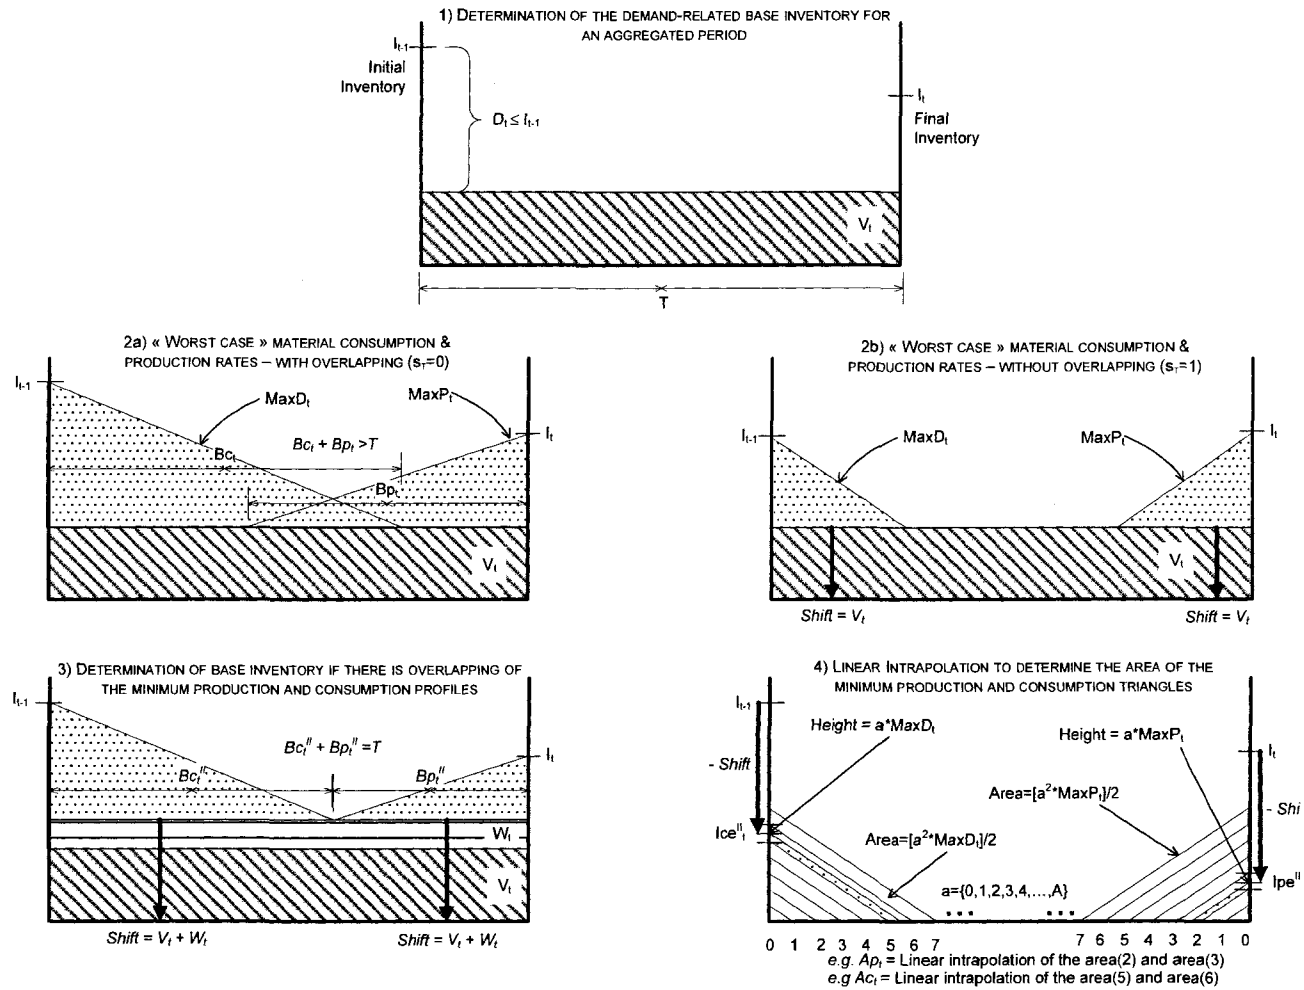 1) DETERMINATION OF THE DEMAND-RELATED BASE INVENTORY FOR
AN AGGREGATED PERIOD
I_{t-1}
Initial
Inventory
D_t ≤ I_{t-1}
I_t
Final
Inventory
V_t
T
2a) « WORST CASE » MATERIAL CONSUMPTION &
PRODUCTION RATES – WITH OVERLAPPING (s_T=0)
I_{t-1}
MaxD_t
MaxP_t
Bc_t + Bp_t >T
I_t
Bc_t
Bp_t
V_t
2b) « WORST CASE » MATERIAL CONSUMPTION &
PRODUCTION RATES – WITHOUT OVERLAPPING (s_T=1)
I_{t-1}
MaxD_t
MaxP_t
I_t
V_t
Shift = V_t
Shift = V_t
3) DETERMINATION OF BASE INVENTORY IF THERE IS OVERLAPPING OF
THE MINIMUM PRODUCTION AND CONSUMPTION PROFILES
I_{t-1}
Bc_t^{II} + Bp_t^{II} =T
I_t
Bc_t^{II}
Bp_t^{II}
W_t
V_t
Shift = V_t + W_t
Shift = V_t + W_t
4) LINEAR INTRAPOLATION TO DETERMINE THE AREA OF THE
MINIMUM PRODUCTION AND CONSUMPTION TRIANGLES
I_{t-1}
Height = a*MaxD_t
Height = a*MaxP_t
I_t
- Shift
Area=[a²*MaxP_t]/2
- Shi
Ice^{II}_t
Area=[a²*MaxD_t]/2
Ipe^{II}
a={0,1,2,3,4,...,A}
... ...
0 1 2 3 4 5 6 7 7 6 5 4 3 2 1 0
e.g. Ap_t = Linear intrapolation of the area(2) and area(3)
e.g Ac_t = Linear intrapolation of the area(5) and area(6)